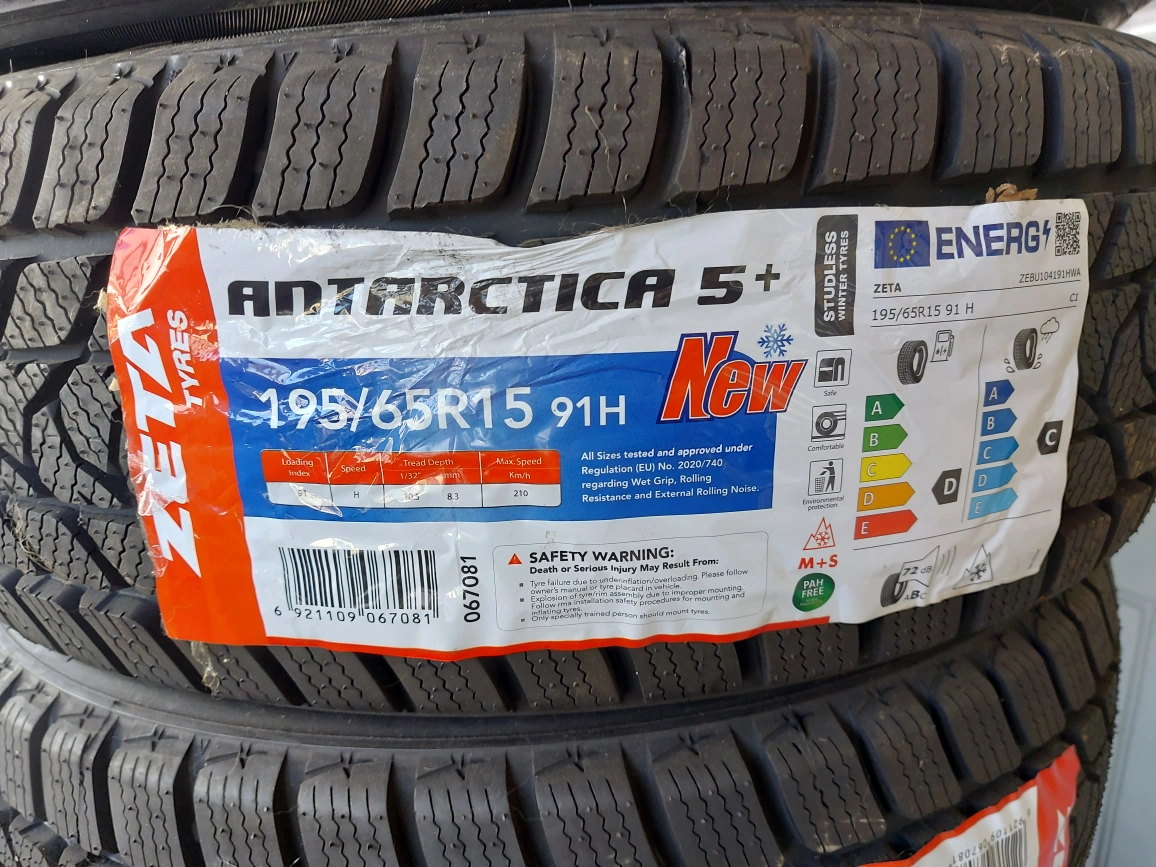 ZETA
TYRES
ANTARCTICA 5+
195/65R15 91H
New
Loading Index
Speed
Tread Depth
1/32"
mm
Max. Speed
Km/h
91
H
10.5
8.3
210
All Sizes tested and approved under
Regulation (EU) No. 2020/740
regarding Wet Grip, Rolling
Resistance and External Rolling Noise.
6 921109 067081
067081
SAFETY WARNING:
Death or Serious Injury May Result From:
Tyre failure due to underinflation/overloading. Please follow
owner's manual or tyre placard in vehicle.
Explosion of tyre/rim assembly due to improper mounting.
Follow rma installation safety procedures for mounting and
inflating tyres.
Only specially trained person should mount tyres.
STUDLESS
WINTER TYRES
Safe
Comfortable
Environmental
protection
M+S
PAH
FREE
ENERG
ZETA
ZEBU104191HWA
195/65R15 91 H
C1
A
B
C
D
E
D
A
B
C
D
E
C
72 dB
ABC